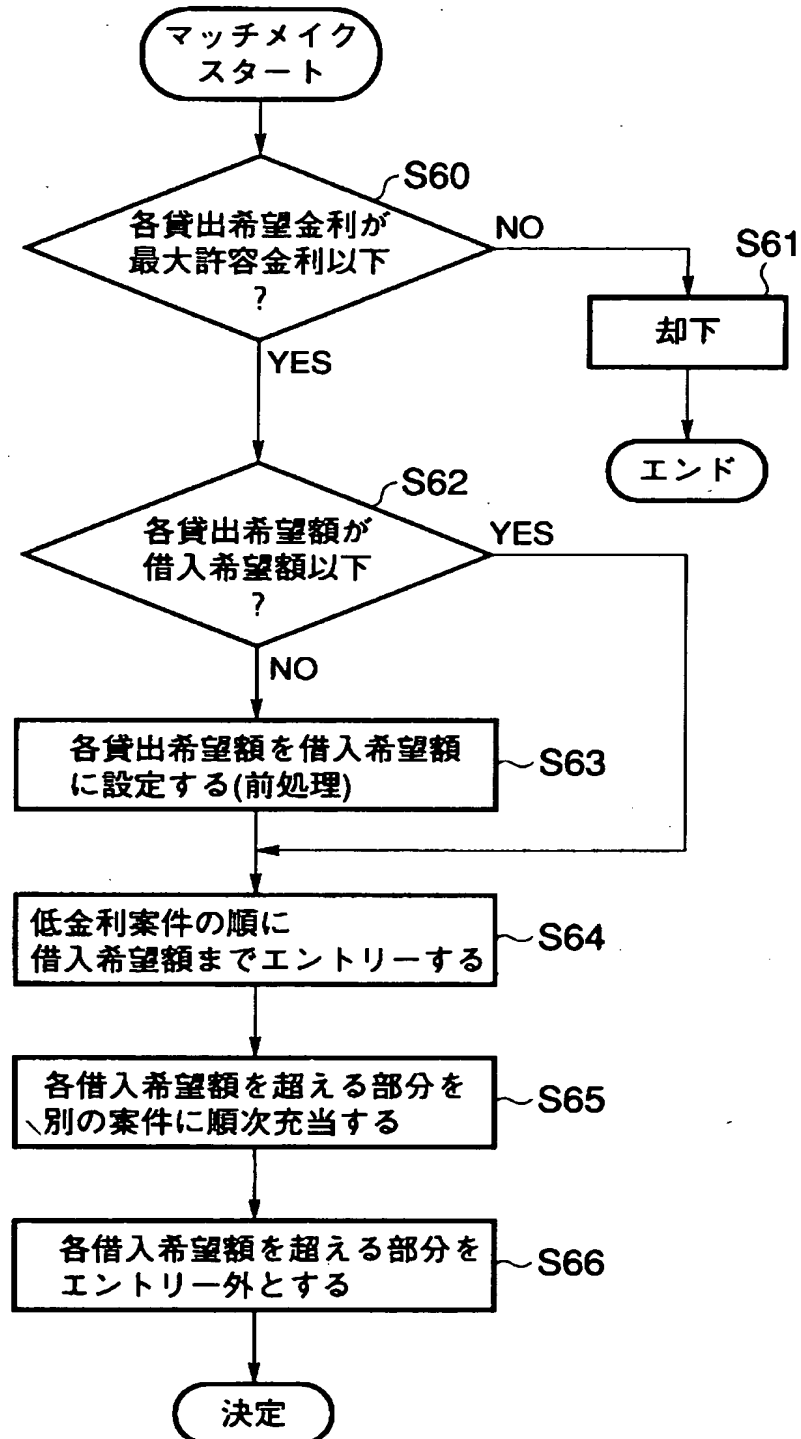 マッチメイク
スタート
S60
各貸出希望金利が
最大許容金利以下
?
NO
S61
却下
エンド
YES
S62
各貸出希望額が
借入希望額以下
?
YES
NO
各貸出希望額を借入希望額
に設定する(前処理)
S63
低金利案件の順に
借入希望額までエントリーする
S64
各借入希望額を超える部分を
別の案件に順次充当する
S65
各借入希望額を超える部分を
エントリー外とする
S66
決定